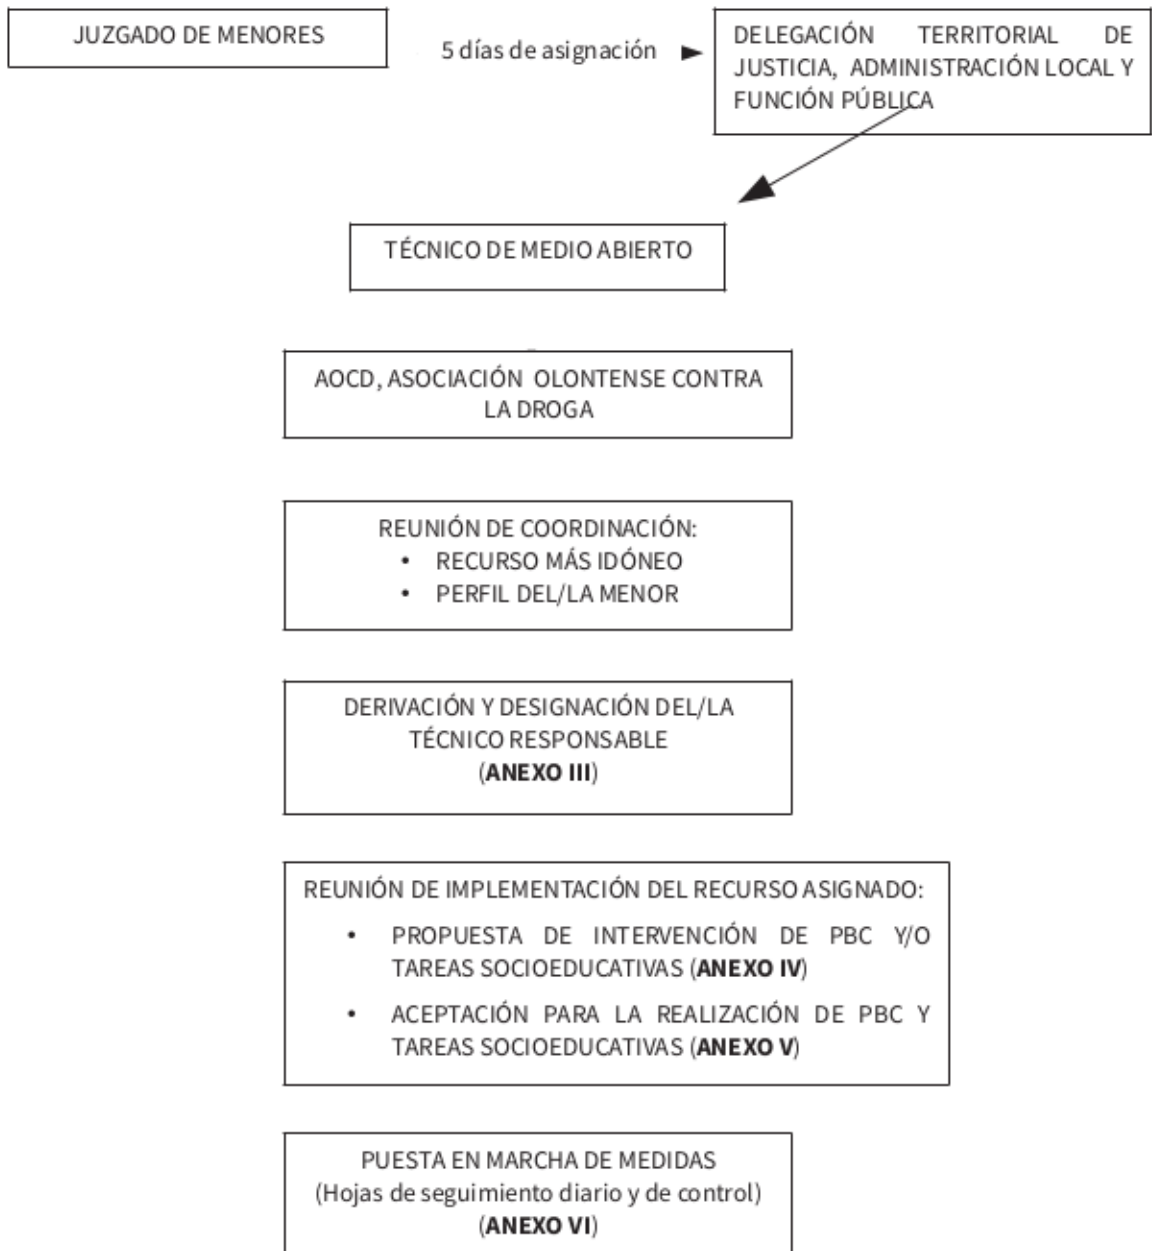 JUZGADO DE MENORES
5 días de asignación
DELEGACIÓN TERRITORIAL DE
JUSTICIA, ADMINISTRACIÓN LOCAL Y
FUNCIÓN PÚBLICA
TÉCNICO DE MEDIO ABIERTO
AOCD, ASOCIACIÓN OLONTENSE CONTRA
LA DROGA
REUNIÓN DE COORDINACIÓN:
• RECURSO MÁS IDÓNEO
• PERFIL DEL/LA MENOR
DERIVACIÓN Y DESIGNACIÓN DEL/LA
TÉCNICO RESPONSABLE
(ANEXO III)
REUNIÓN DE IMPLEMENTACIÓN DEL RECURSO ASIGNADO:
• PROPUESTA DE INTERVENCIÓN DE PBC Y/O
TAREAS SOCIOEDUCATIVAS (ANEXO IV)
• ACEPTACIÓN PARA LA REALIZACIÓN DE PBC Y
TAREAS SOCIOEDUCATIVAS (ANEXO V)
PUESTA EN MARCHA DE MEDIDAS
(Hojas de seguimiento diario y de control)
(ANEXO VI)